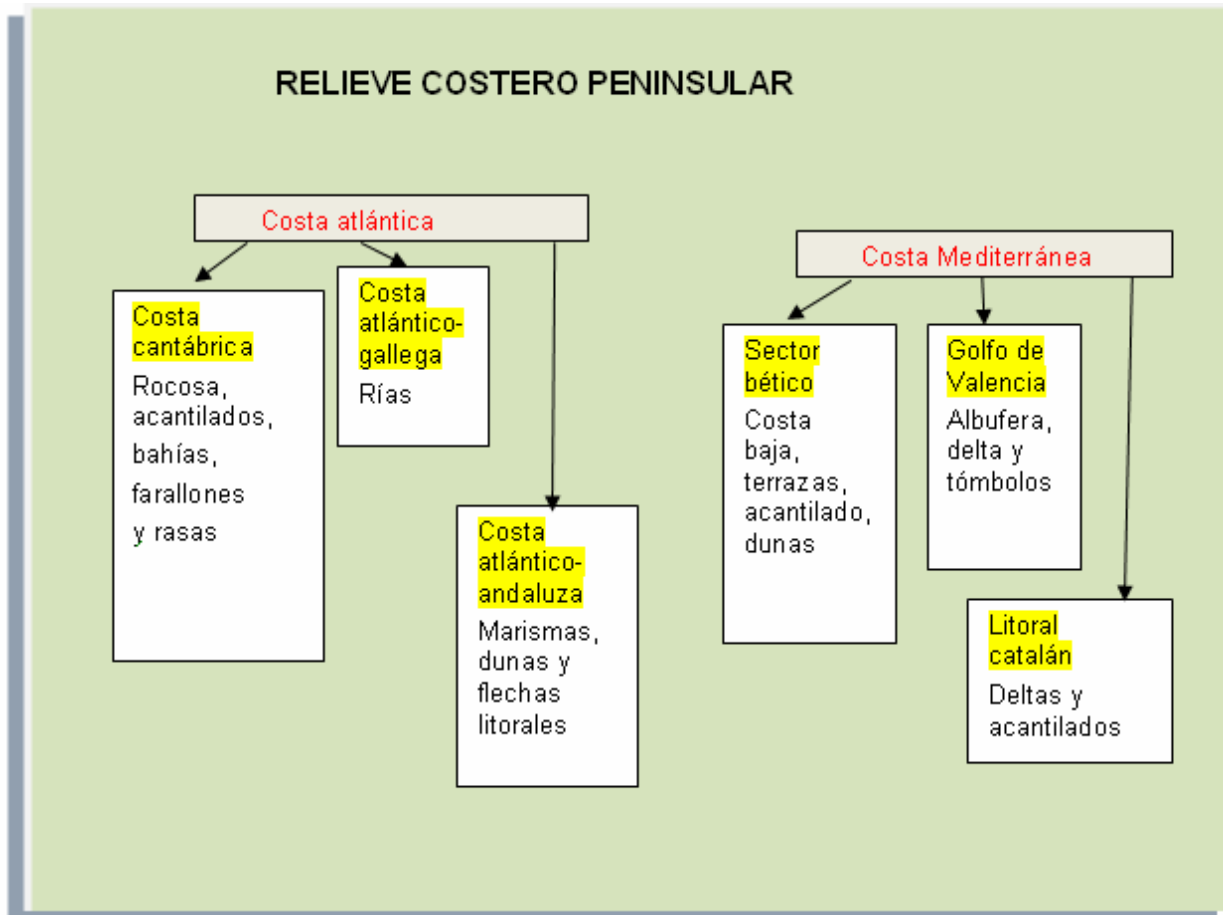 RELIEVE COSTERO PENINSULAR
Costa atlántica
Costa
cantábrica
Rocosa,
acantilados,
bahías,
farallones
y rasas
Costa
atlántico-
gallega
Rías
Costa
atlántico-
andaluza
Marismas,
dunas y
flechas
litorales
Costa Mediterránea
Sector
bético
Costa
baja,
terrazas,
acantilado,
dunas
Golfo de
Valencia
Albufera,
delta y
tómbolos
Litoral
catalán
Deltas y
acantilados